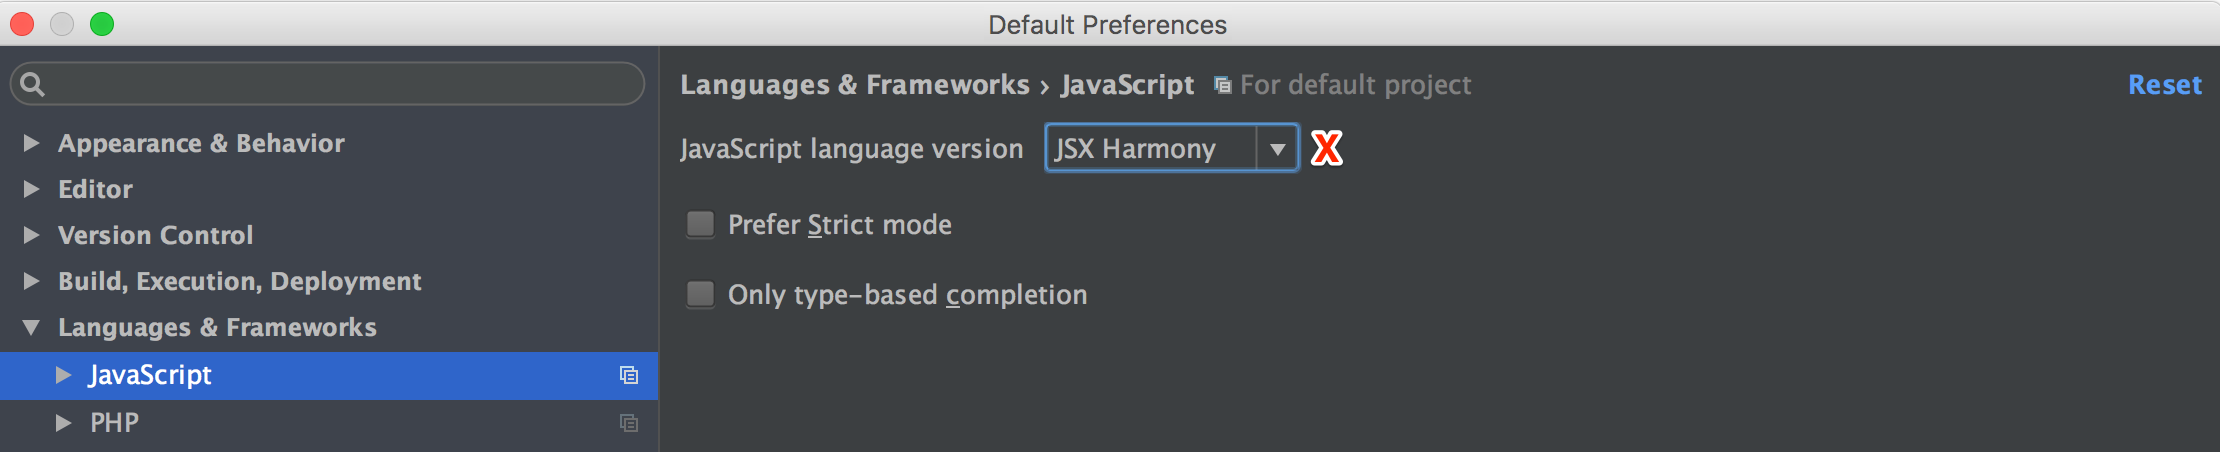 Default Preferences
Languages & Frameworks › JavaScript For default project Reset
JavaScript language version JSX Harmony X
Prefer Strict mode
Only type-based completion
Appearance & Behavior
Editor
Version Control
Build, Execution, Deployment
Languages & Frameworks
JavaScript
PHP